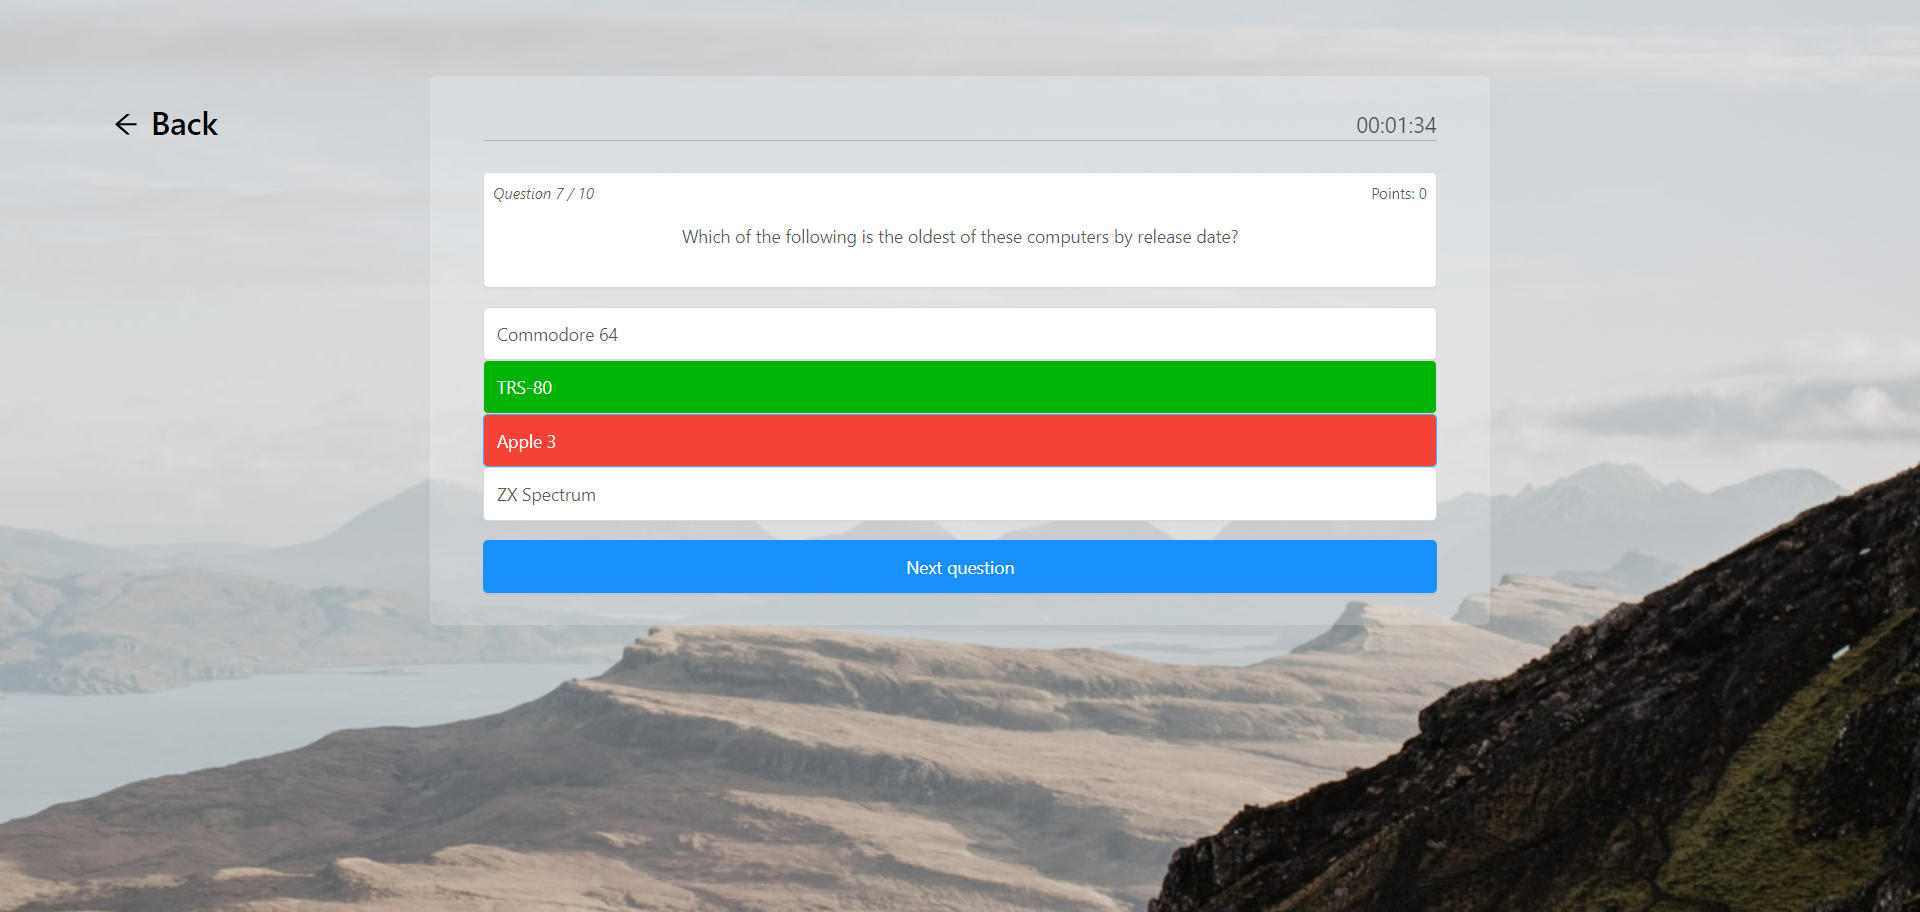 Back
00:01:34
Question 7 / 10
Points: 0
Which of the following is the oldest of these computers by release date?
Commodore 64
TRS-80
Apple 3
ZX Spectrum
Next question